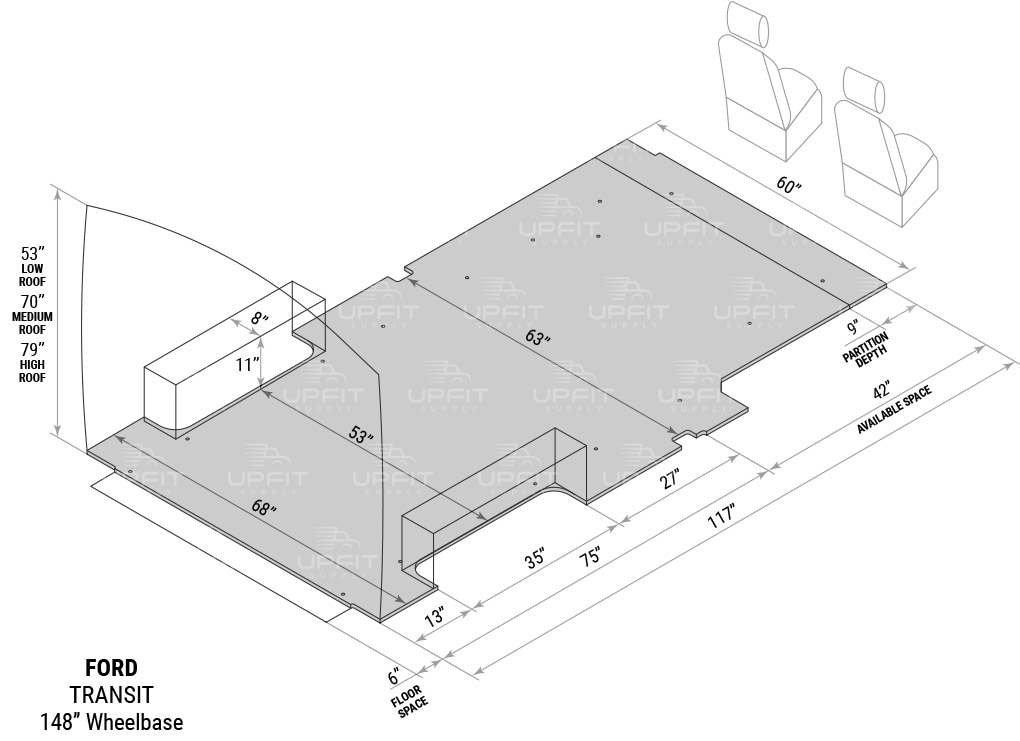 60”
53”
LOW
ROOF
70”
MEDIUM
ROOF
79”
HIGH
ROOF
8”
11”
63”
9”
PARTITION
DEPTH
42”
AVAILABLE SPACE
53”
68”
27”
117”
35”
75”
13”
6”
FLOOR
SPACE
FORD
TRANSIT
148” Wheelbase
UPFIT
SUPPLY